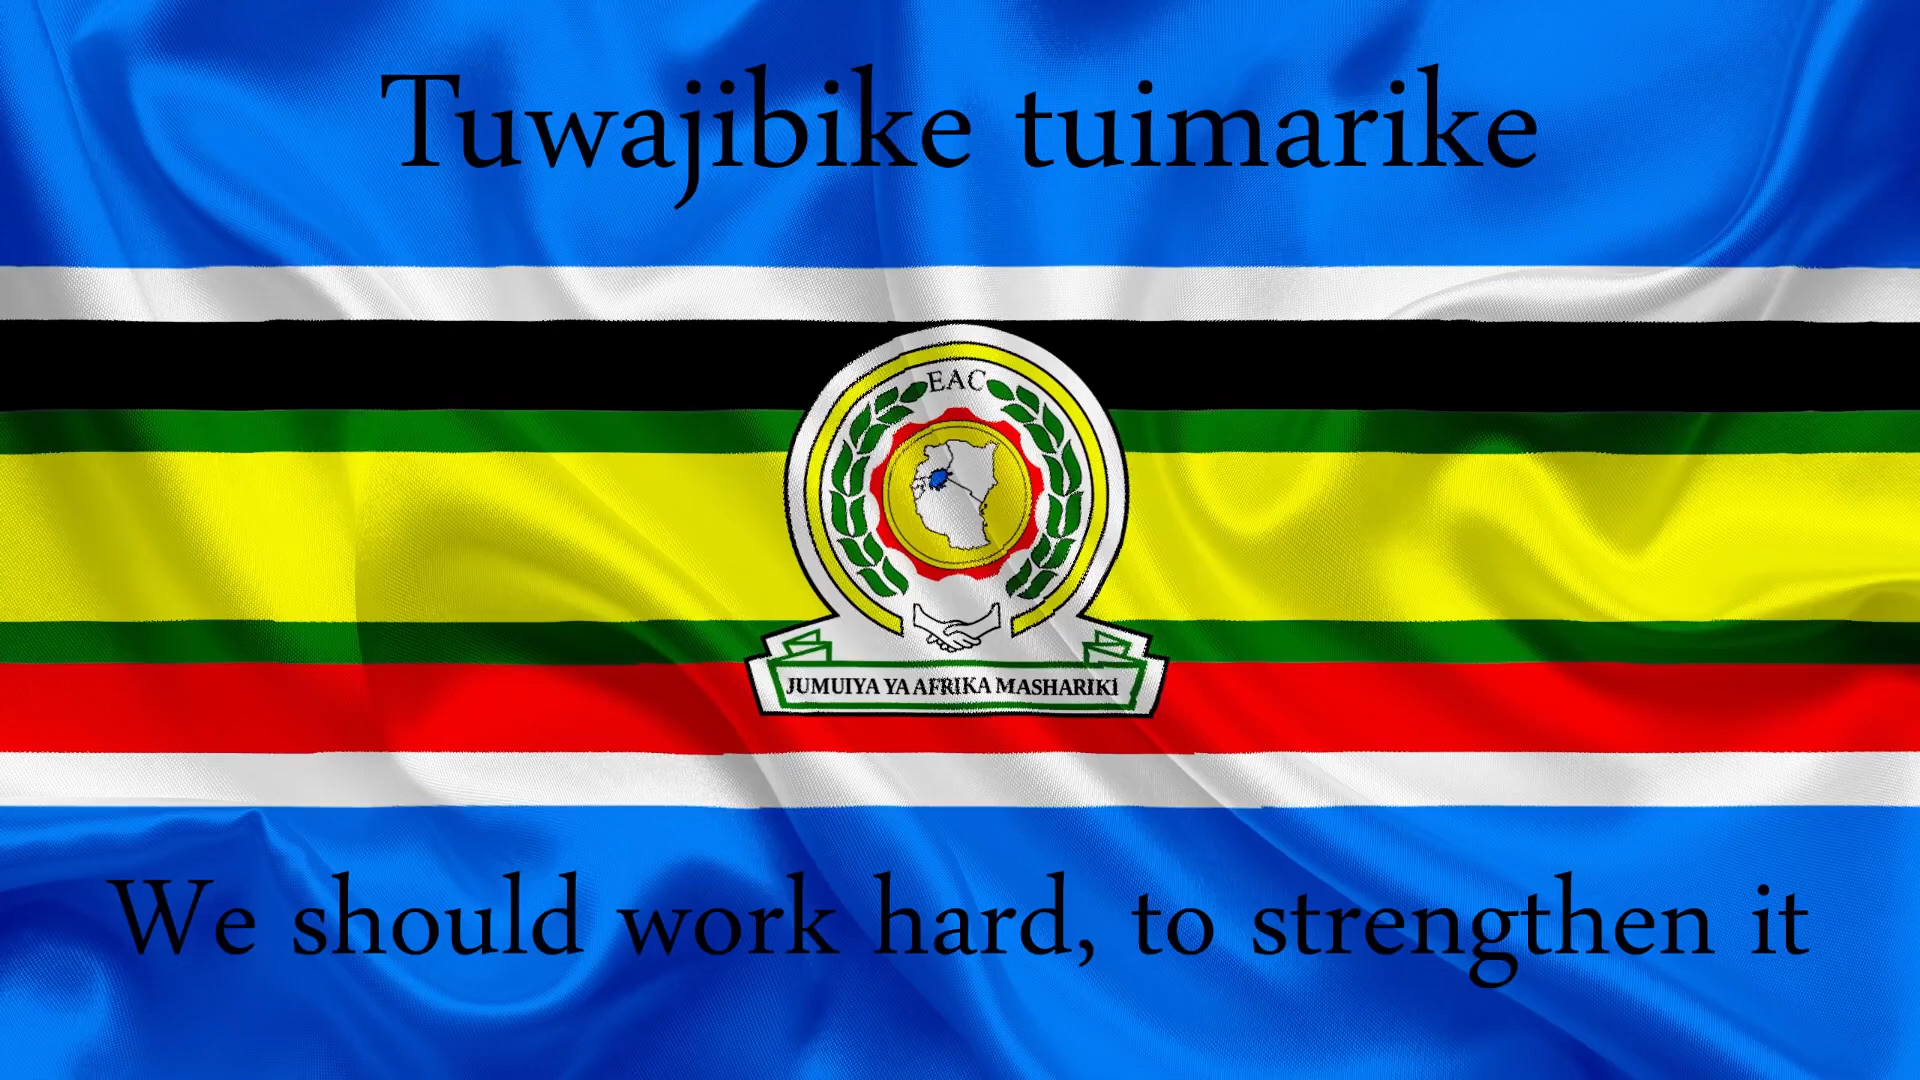 Tuwajibike tuimarike
EAC
JUMUIYA YA AFRIKA MASHARIKI
We should work hard, to strengthen it